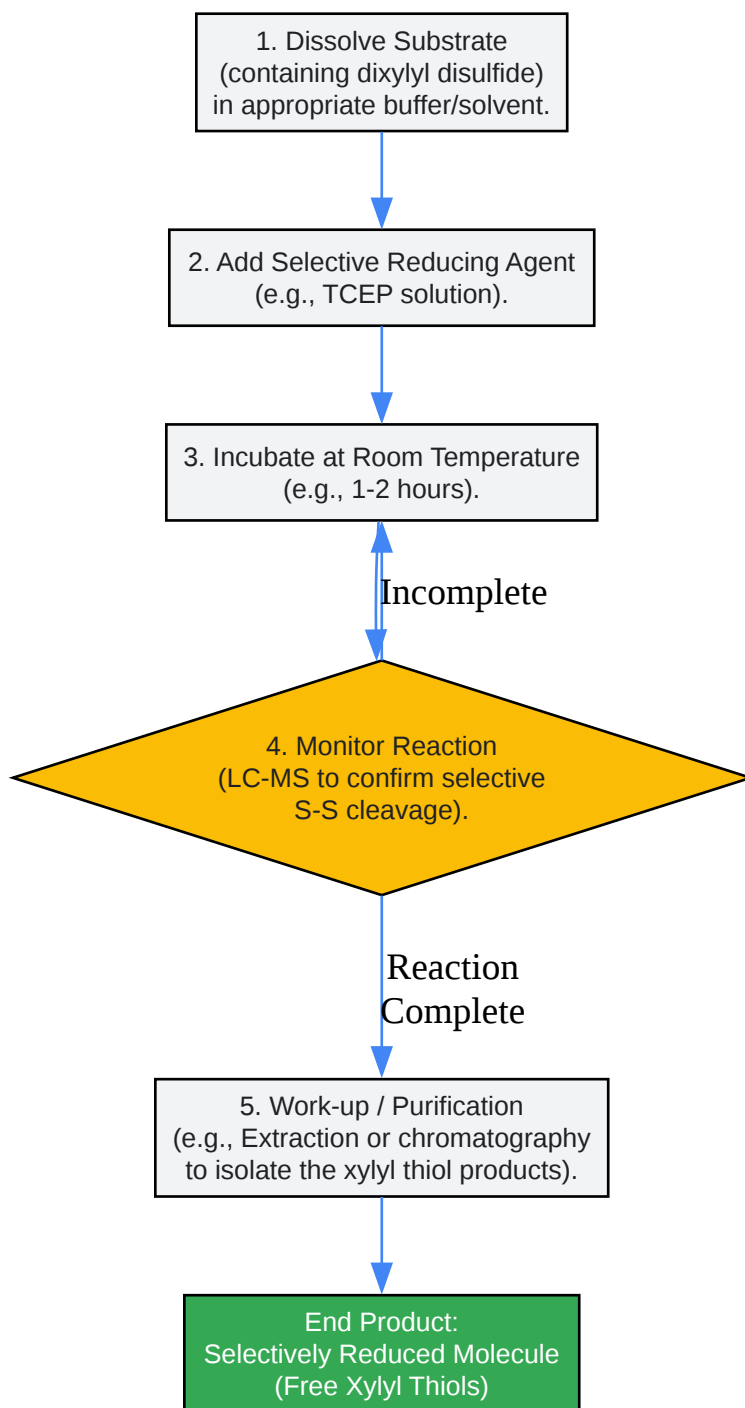 1. Dissolve Substrate
(containing dixylyl disulfide)
in appropriate buffer/solvent.
2. Add Selective Reducing Agent
(e.g., TCEP solution).
3. Incubate at Room Temperature
(e.g., 1-2 hours).
Incomplete
4. Monitor Reaction
(LC-MS to confirm selective
S-S cleavage).
Reaction
Complete
5. Work-up / Purification
(e.g., Extraction or chromatography
to isolate the xylyl thiol products).
End Product:
Selectively Reduced Molecule
(Free Xylyl Thiols)